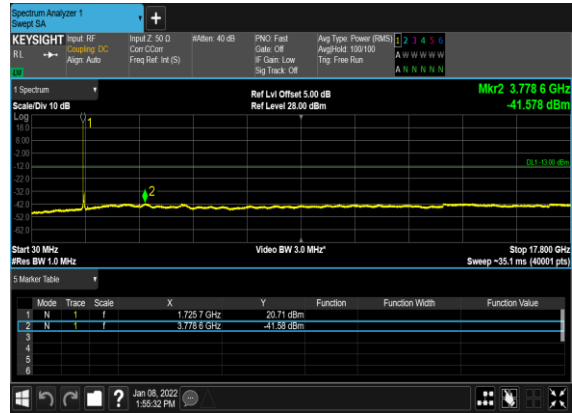 Spectrum Analyzer 1
Swept SA
+
KEYSIGHT Input: RF Input Z: 50 Ω #Atten: 40 dB PNO: Fast Avg Type: Power (RMS) 1 2 3 4 5 6
RL Coupling: DC Corr CCorr Gate: Off Avg|Hold: 100/100 A W W W W W
Align: Auto Freq Ref: Int (S) IF Gain: Low Trig: Free Run
LW Sig Track: Off A N N N N N
1 Spectrum Ref Lvl Offset 5.00 dB Mkr2 3.778 6 GHz
Scale/Div 10 dB Ref Level 28.00 dBm -41.578 dBm
Log
18.0
8.00
-2.00
-12.0
-22.0
-32.0
-42.0
-52.0
-62.0
1
DL1 -13.00 dBm
2
Start 30 MHz Video BW 3.0 MHz* Stop 17.800 GHz
#Res BW 1.0 MHz Sweep ~35.1 ms (40001 pts)
5 Marker Table
Mode Trace Scale X Y Function Function Width Function Value
1 N 1 f 1.725 7 GHz 20.71 dBm
2 N 1 f 3.778 6 GHz -41.58 dBm
3
4
5
6
? Jan 08, 2022
1:55:32 PM